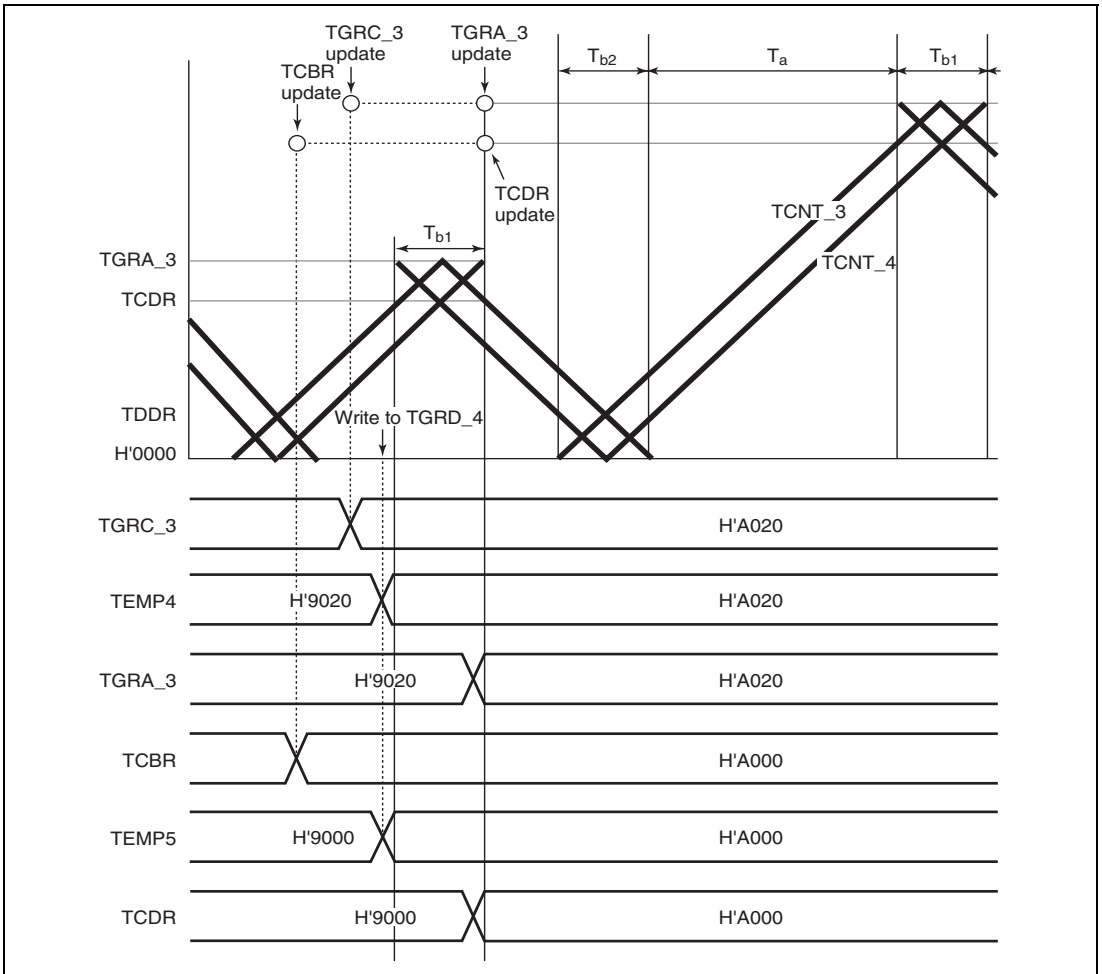 TGRC_3
update
TGRA_3
update
TCBR
update
Tb2
Ta
Tb1
TCDR
update
TCNT_3
TCNT_4
Tb1
TGRA_3
TCDR
TDDR
Write to TGRD_4
H'0000
TGRC_3 H'A020
TEMP4 H'9020 H'A020
TGRA_3 H'9020 H'A020
TCBR H'A000
TEMP5 H'9000 H'A000
TCDR H'9000 H'A000